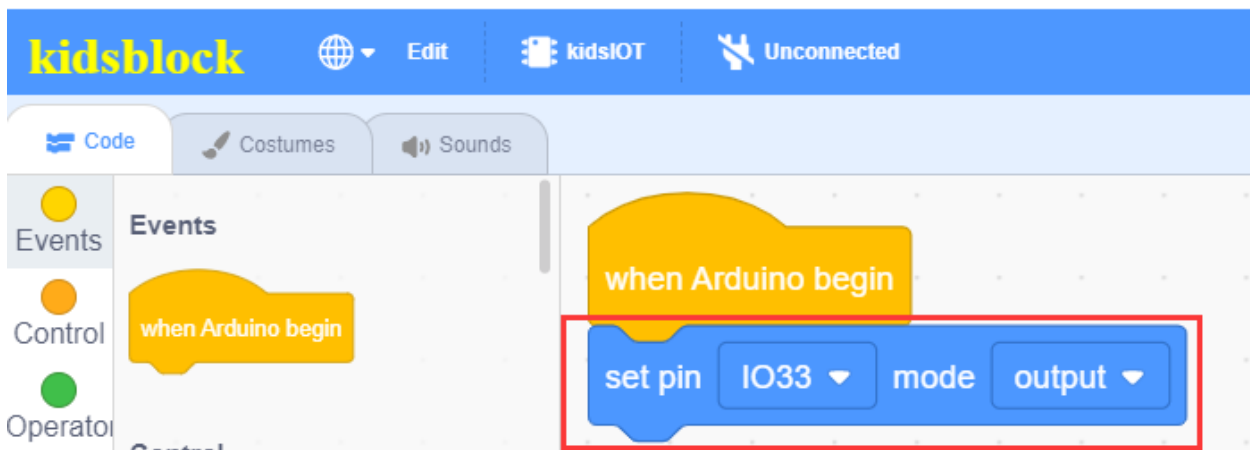 kidsblock Edit kidsIOT Unconnected
Code Costumes Sounds
Events
Control
Operator
Events
when Arduino begin
Control
when Arduino begin
set pin IO33 mode output